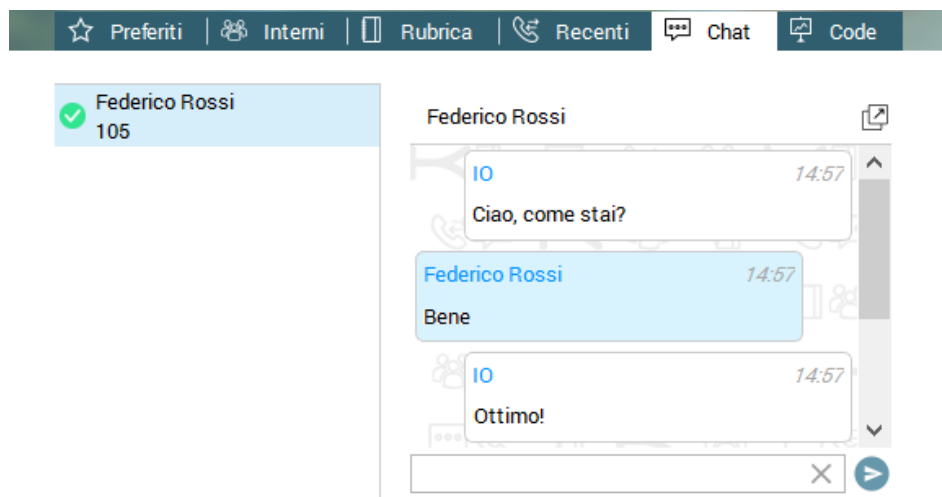 Preferiti Interni Rubrica Recenti Chat Code
Federico Rossi
105
Federico Rossi
IO 14:57
Ciao, come stai?
Federico Rossi 14:57
Bene
IO 14:57
Ottimo!